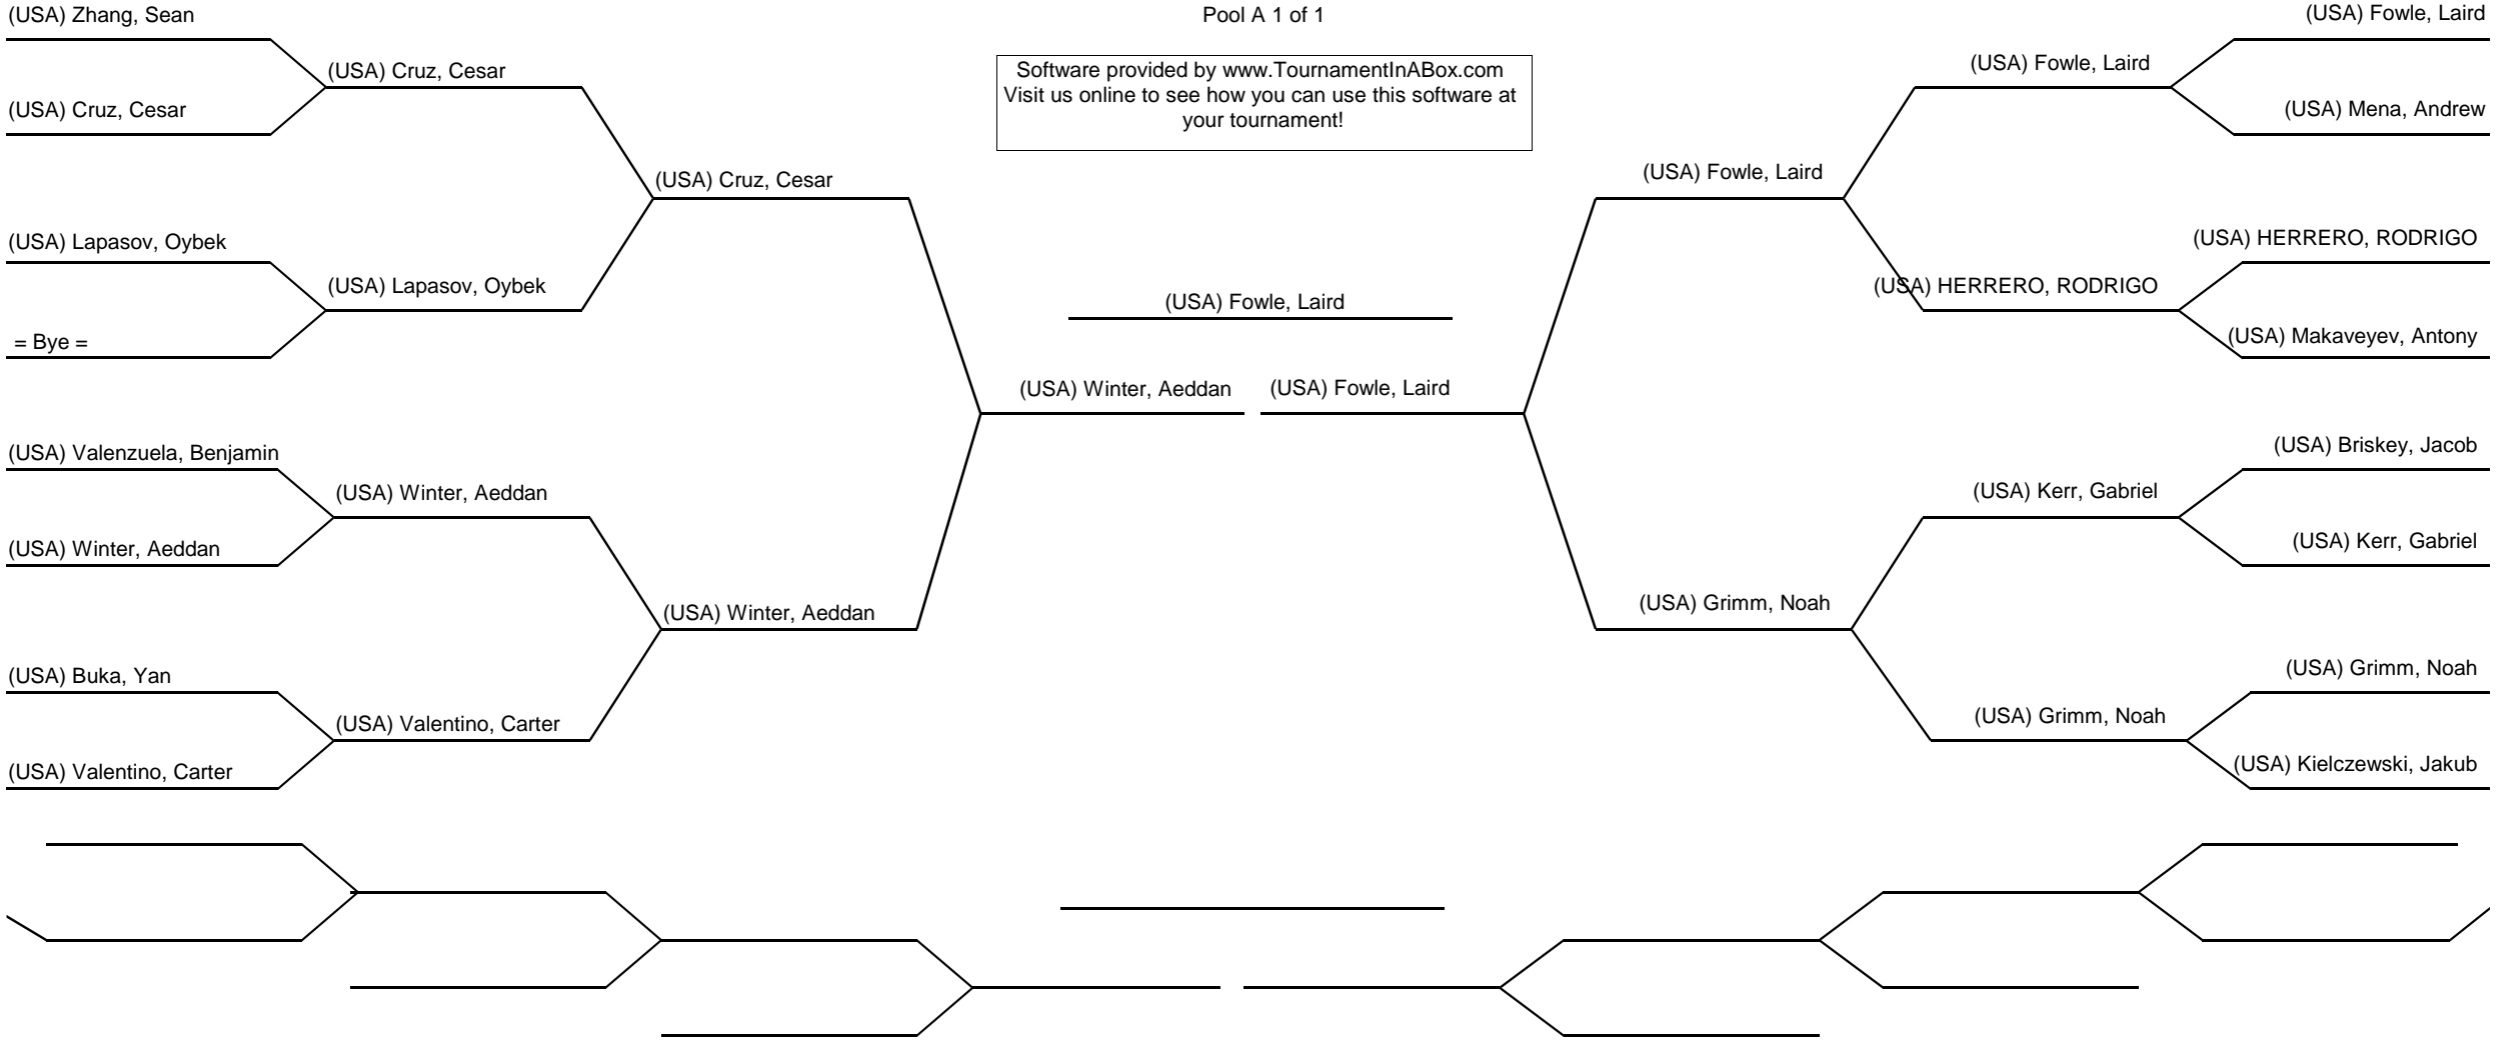 (USA) Zhang, Sean
(USA) Cruz, Cesar
(USA) Cruz, Cesar
(USA) Cruz, Cesar
(USA) Lapasov, Oybek
(USA) Lapasov, Oybek
= Bye =
(USA) Valenzuela, Benjamin
(USA) Winter, Aeddan
(USA) Winter, Aeddan
(USA) Winter, Aeddan
(USA) Buka, Yan
(USA) Valentino, Carter
(USA) Valentino, Carter
Pool A 1 of 1
Software provided by www.TournamentInABox.com
Visit us online to see how you can use this software at
your tournament!
(USA) Fowle, Laird
(USA) Winter, Aeddan
(USA) Fowle, Laird
(USA) Fowle, Laird
(USA) Fowle, Laird
(USA) Mena, Andrew
(USA) Fowle, Laird
(USA) HERRERO, RODRIGO
(USA) HERRERO, RODRIGO
(USA) Makaveyev, Antony
(USA) Briskey, Jacob
(USA) Kerr, Gabriel
(USA) Kerr, Gabriel
(USA) Grimm, Noah
(USA) Grimm, Noah
(USA) Grimm, Noah
(USA) Kielczewski, Jakub